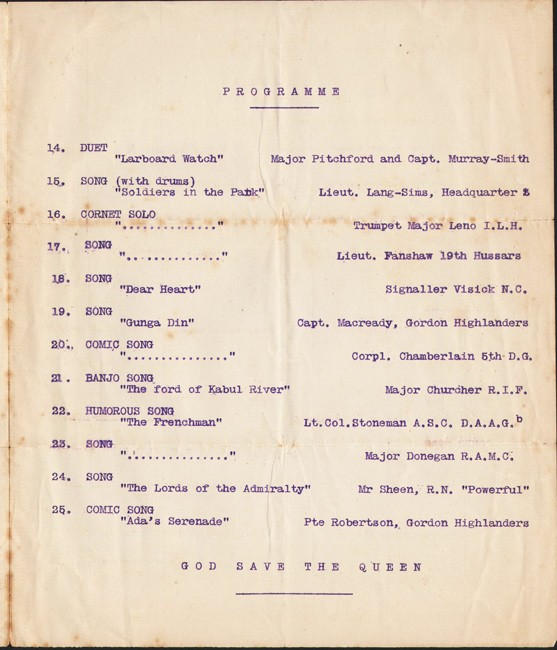 PROGRAMME
14. DUET
"Larboard Watch" Major Pitchford and Capt. Murray-Smith
15. SONG (with drums)
"Soldiers in the Park" Lieut. Lang-Sims, Headquarter
16. CORNET SOLO
".............." Trumpet Major Leno I.L.H.
17. SONG
".............." Lieut. Fanshaw 19th Hussars
18. SONG
"Dear Heart" Signaller Visick N.C.
19. SONG
"Gunga Din" Capt. Macready, Gordon Highlanders
20. COMIC SONG
"..............." Corpl. Chamberlain 5th D.G.
21. BANJO SONG
"The ford of Kabul River" Major Churcher R.I.F.
22. HUMOROUS SONG
"The Frenchman" Lt.Col.Stoneman A.S.C. D.A.A.G.b
23. SONG
"..............." Major Donegan R.A.M.C.
24. SONG
"The Lords of the Admiralty" Mr Sheen, R.N. "Powerful"
25. COMIC SONG
"Ada's Serenade" Pte Robertson, Gordon Highlanders
GOD SAVE THE QUEEN